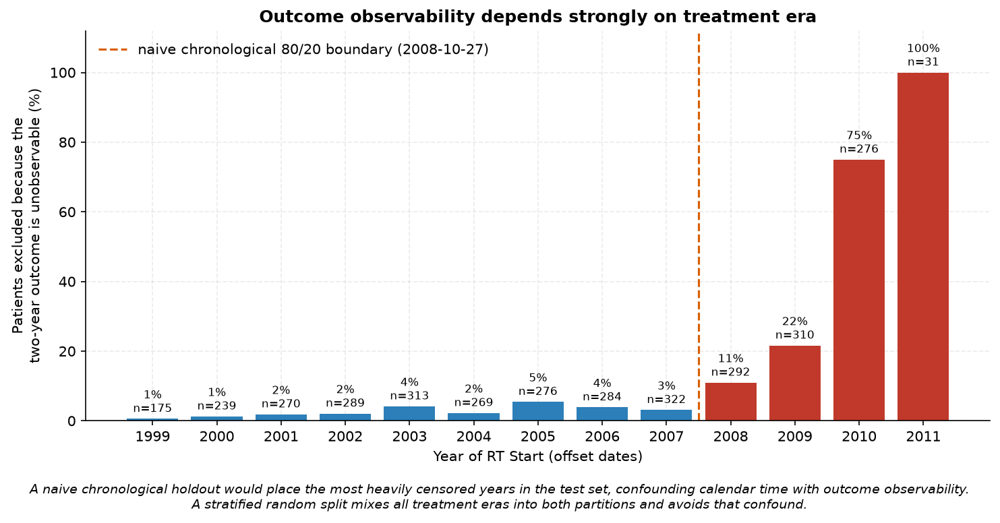 Outcome observability depends strongly on treatment era
naive chronological 80/20 boundary (2008-10-27)
Patients excluded because the
two-year outcome is unobservable (%)
100
80
60
40
20
0
1%
n=175
1%
n=239
2%
n=270
2%
n=289
4%
n=313
2%
n=269
5%
n=276
4%
n=284
3%
n=322
11%
n=292
22%
n=310
75%
n=276
100%
n=31
1999
2000
2001
2002
2003
2004
2005
2006
2007
2008
2009
2010
2011
Year of RT Start (offset dates)
A naive chronological holdout would place the most heavily censored years in the test set, confounding calendar time with outcome observability.
A stratified random split mixes all treatment eras into both partitions and avoids that confound.